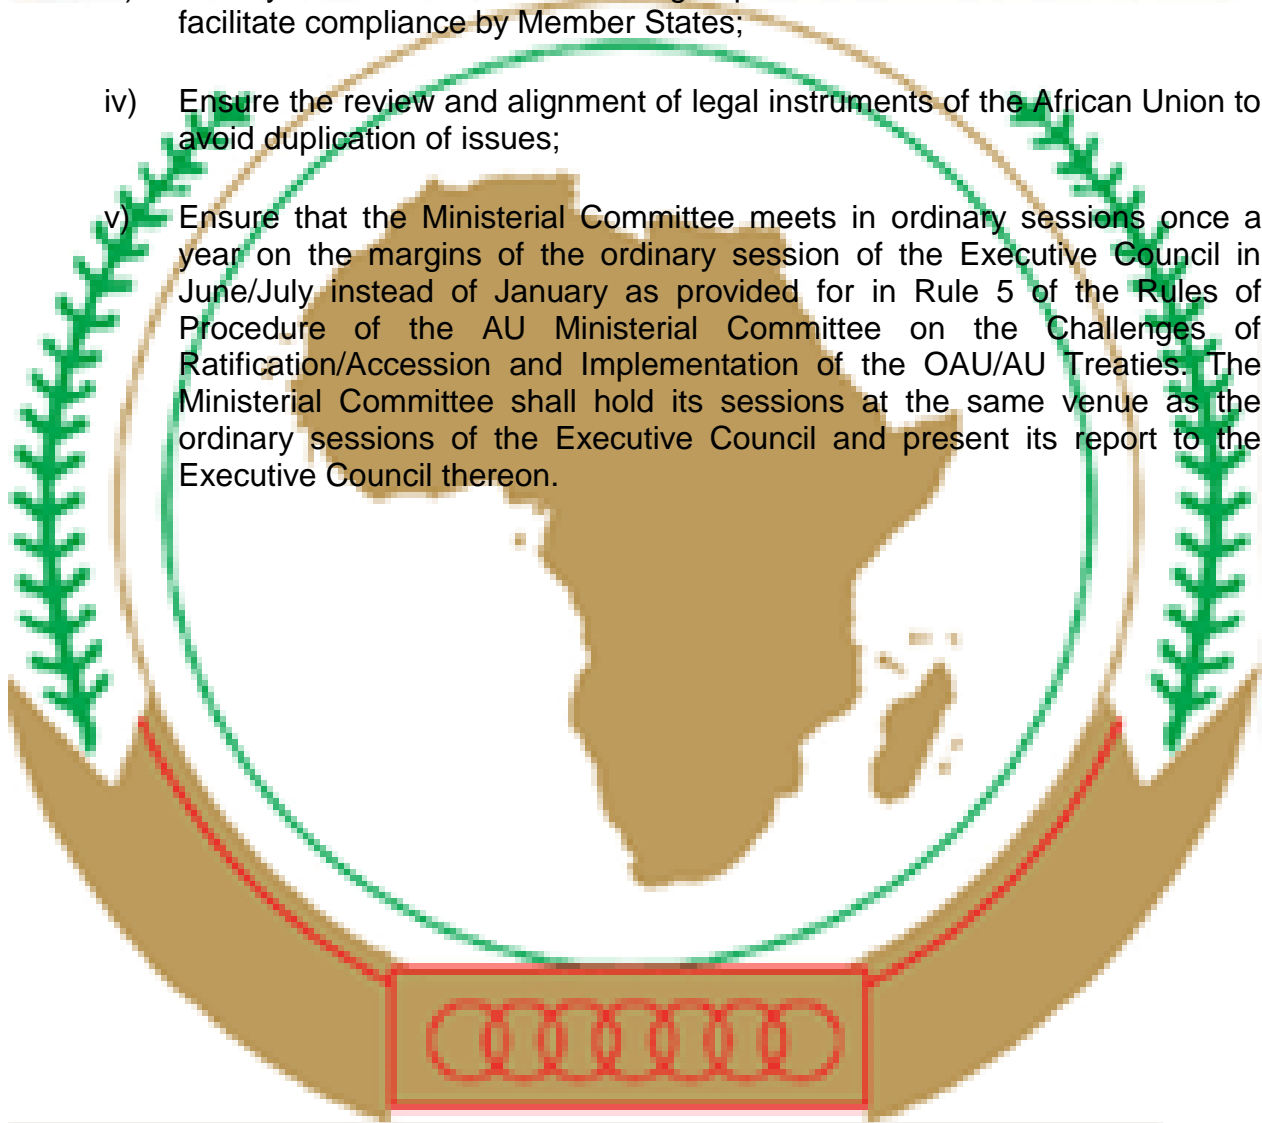 facilitate compliance by Member States;
iv) Ensure the review and alignment of legal instruments of the African Union to
avoid duplication of issues;
v) Ensure that the Ministerial Committee meets in ordinary sessions once a
year on the margins of the ordinary session of the Executive Council in
June/July instead of January as provided for in Rule 5 of the Rules of
Procedure of the AU Ministerial Committee on the Challenges of
Ratification/Accession and Implementation of the OAU/AU Treaties. The
Ministerial Committee shall hold its sessions at the same venue as the
ordinary sessions of the Executive Council and present its report to the
Executive Council thereon.